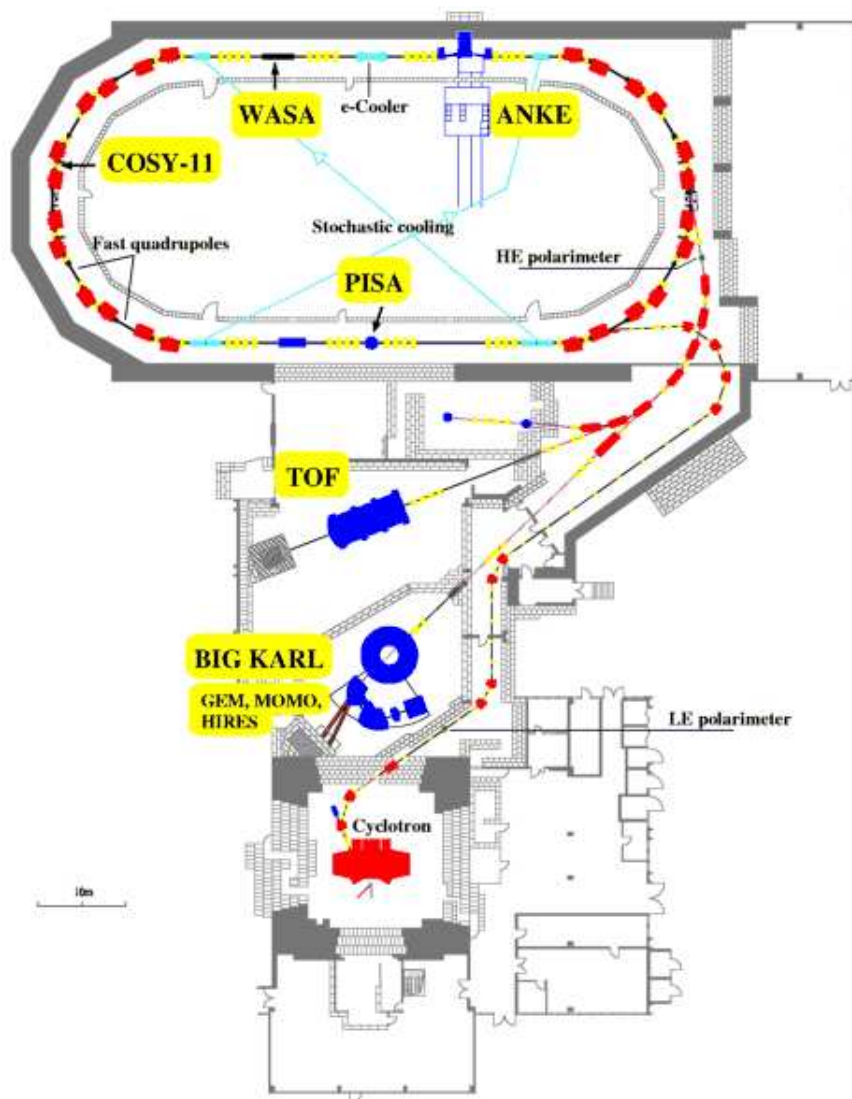 WASA
e-Cooler
ANKE
COSY-11
Stochastic cooling
Fast quadrupoles
HE polarimeter
PISA
TOF
BIG KARL
GEM, MOMO,
HIRES
LE polarimeter
Cyclotron
10m